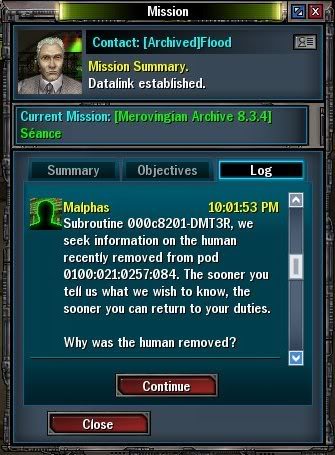 Mission
Contact: [Archived]Flood
Mission Summary.
Datalink established.
Current Mission: [Merovingian Archive 8.3.4]
Séance
Summary
Objectives
Log
Malphas 10:01:53 PM
Subroutine 000c8201-DMT3R, we
seek information on the human
recently removed from pod
0100:021:0257:084. The sooner you
tell us what we wish to know, the
sooner you can return to your duties.
Why was the human removed?
Continue
Close